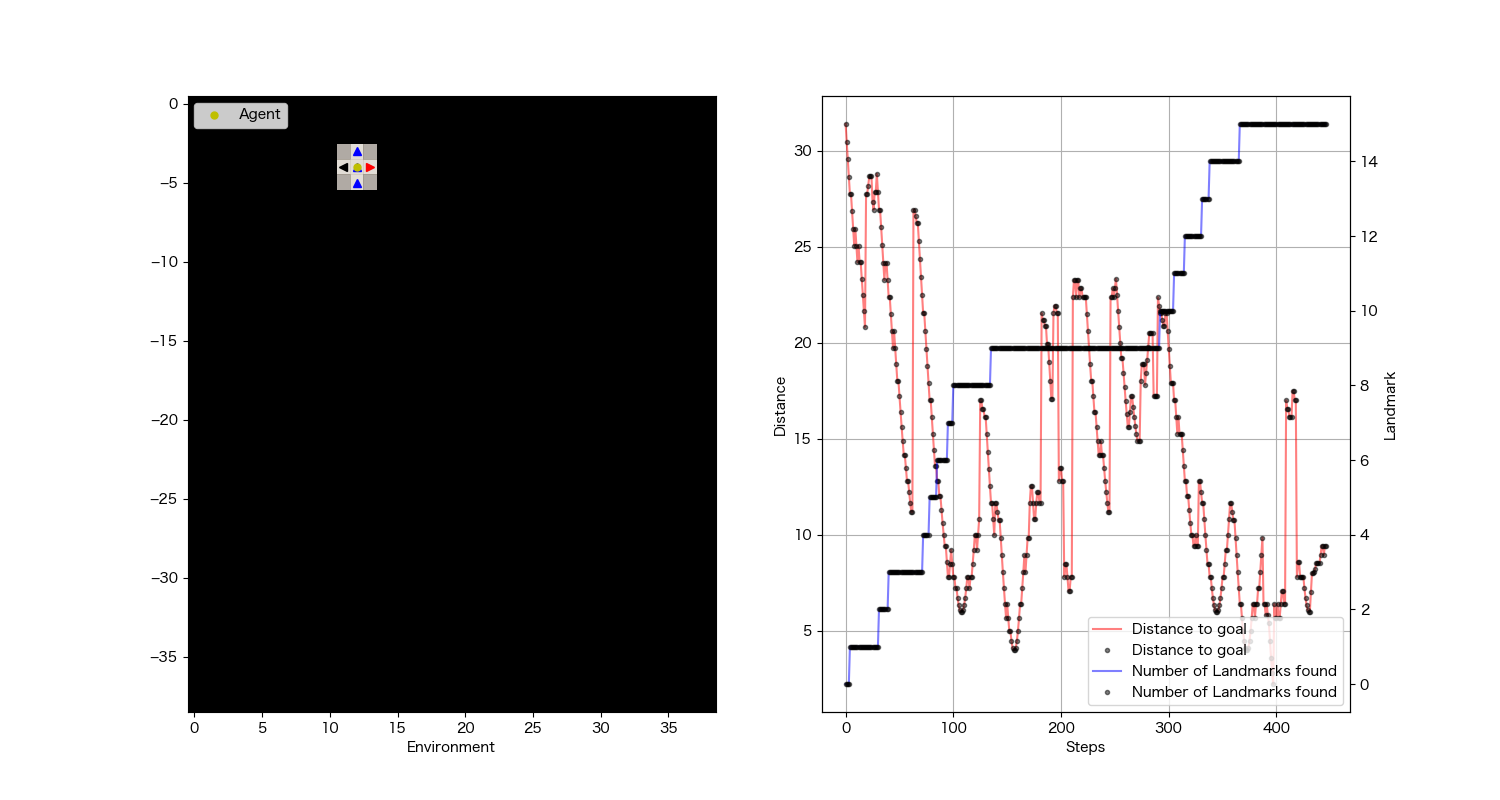 Agent
0
−5
−10
−15
−20
−25
−30
−35
0 5 10 15 20 25 30 35
Environment
30
25
20
15
10
5
Distance
0 100 200 300 400
Steps
14
12
10
8
6
4
2
0
Landmark
Distance to goal
Distance to goal
Number of Landmarks found
Number of Landmarks found